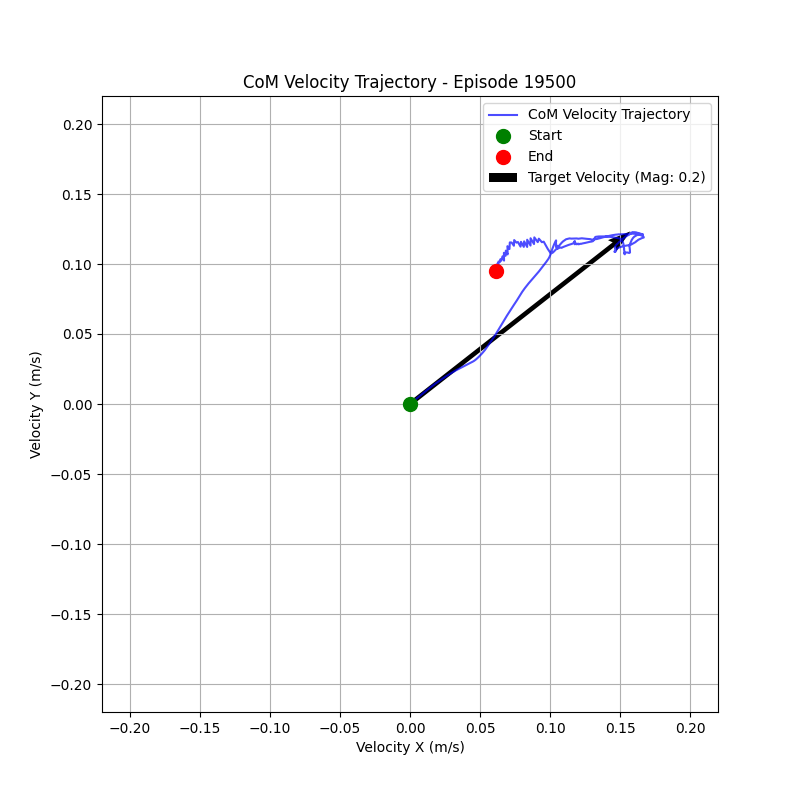 CoM Velocity Trajectory - Episode 19500
CoM Velocity Trajectory
Start
End
Target Velocity (Mag: 0.2)
0.20
0.15
0.10
0.05
0.00
−0.05
−0.10
−0.15
−0.20
Velocity Y (m/s)
−0.20 −0.15 −0.10 −0.05 0.00 0.05 0.10 0.15 0.20
Velocity X (m/s)